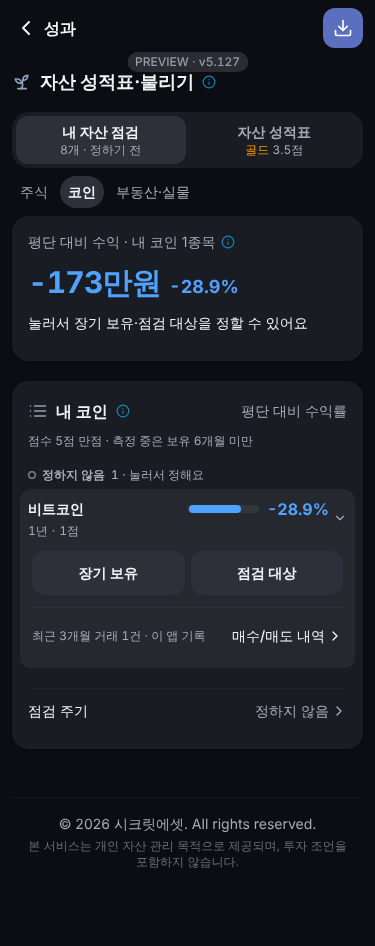 성과
PREVIEW · v5.127
자산 성적표·불리기
내 자산 점검
8개 · 정하기 전
자산 성적표
골드 3.5점
주식
코인
부동산·실물
평단 대비 수익 · 내 코인 1종목
-173만원 -28.9%
눌러서 장기 보유·점검 대상을 정할 수 있어요
내 코인
평단 대비 수익률
점수 5점 만점 · 측정 중은 보유 6개월 미만
정하지 않음 1 · 눌러서 정해요
비트코인
-28.9%
1년 · 1점
장기 보유
점검 대상
최근 3개월 거래 1건 · 이 앱 기록
매수/매도 내역
점검 주기
정하지 않음
© 2026 시크릿에셋. All rights reserved.
본 서비스는 개인 자산 관리 목적으로 제공되며, 투자 조언을
포함하지 않습니다.